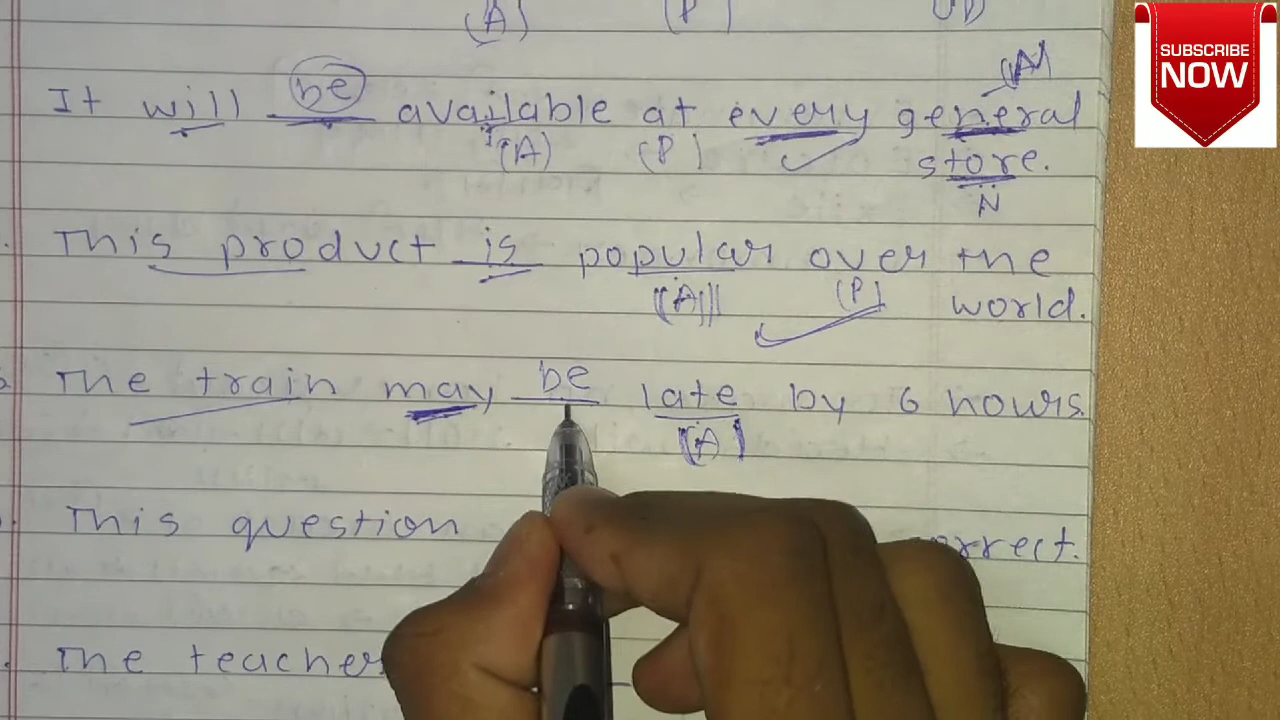 (A) (P)
SUBSCRIBE
NOW
(A)
It will be available at every general
(A) (P) store.
N
This product is popular over the
(A) (P) world.
The train may be late by 6 hours.
(A)
This question
The teacher